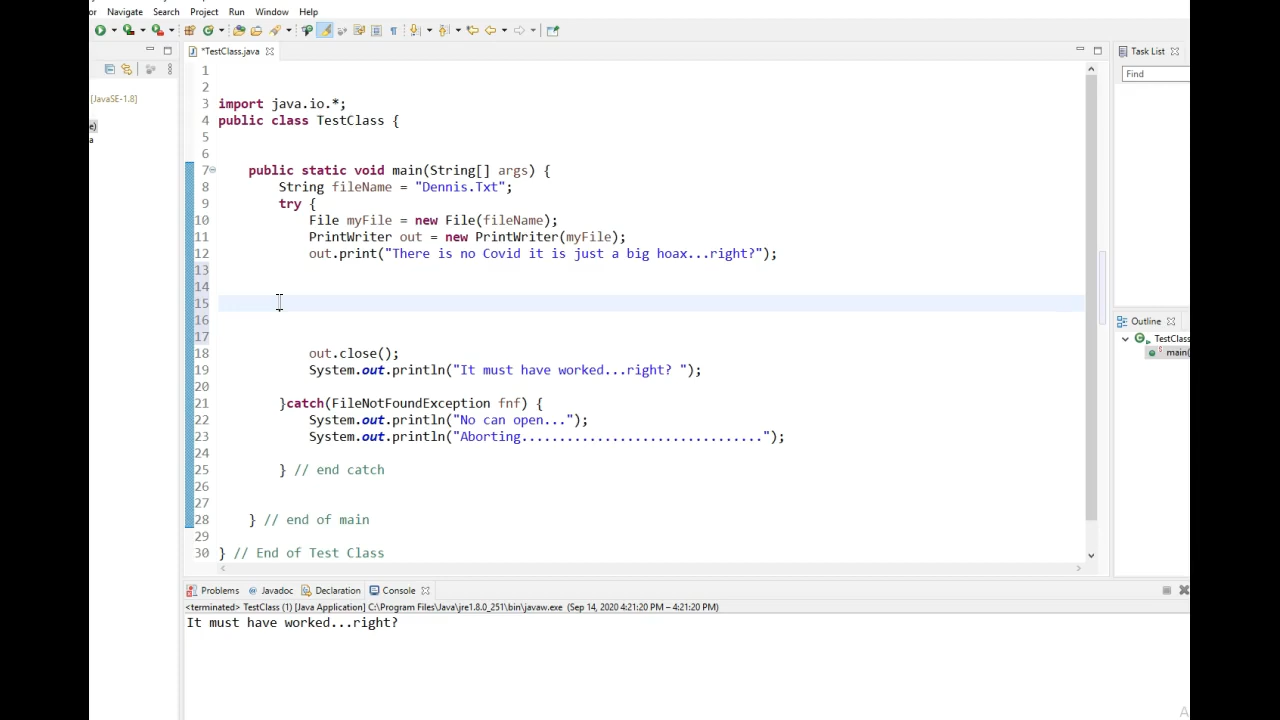 or Navigate Search Project Run Window Help
*TestClass.java
Task List
Find
[JavaSE-1.8]
e)
a
1
2
3 import java.io.*;
4 public class TestClass {
5
6
7 public static void main(String[] args) {
8 String fileName = "Dennis.Txt";
9 try {
10 File myFile = new File(fileName);
11 PrintWriter out = new PrintWriter(myFile);
12 out.print("There is no Covid it is just a big hoax...right?");
13
14
15
16
17
18 out.close();
19 System.out.println("It must have worked...right? ");
20
21 }catch(FileNotFoundException fnf) {
22 System.out.println("No can open...");
23 System.out.println("Aborting................................");
24
25 } // end catch
26
27
28 } // end of main
29
30 } // End of Test Class
Outline
TestClass
main(
Problems @ Javadoc Declaration Console
<terminated> TestClass (1) [Java Application] C:\Program Files\Java\jre1.8.0_251\bin\javaw.exe (Sep 14, 2020 4:21:20 PM – 4:21:20 PM)
It must have worked...right?
A